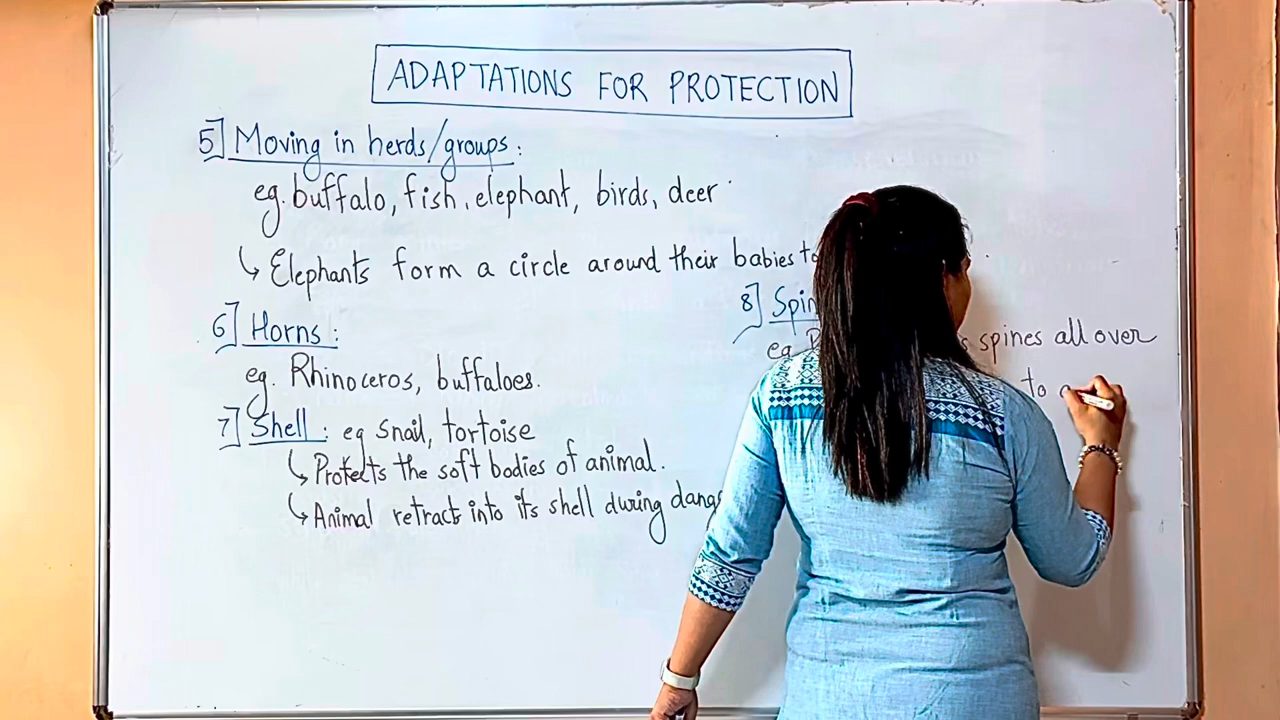 ADAPTATIONS FOR PROTECTION
5] Moving in herds/groups:
eg. buffalo, fish, elephant, birds, deer
↳ Elephants form a circle around their babies to
6] Horns:
eg. Rhinoceros, buffaloes.
7] Shell: eg snail, tortoise
↳ Protects the soft bodies of animal.
↳ Animal retract into its shell during
8]
eg spines all over
to